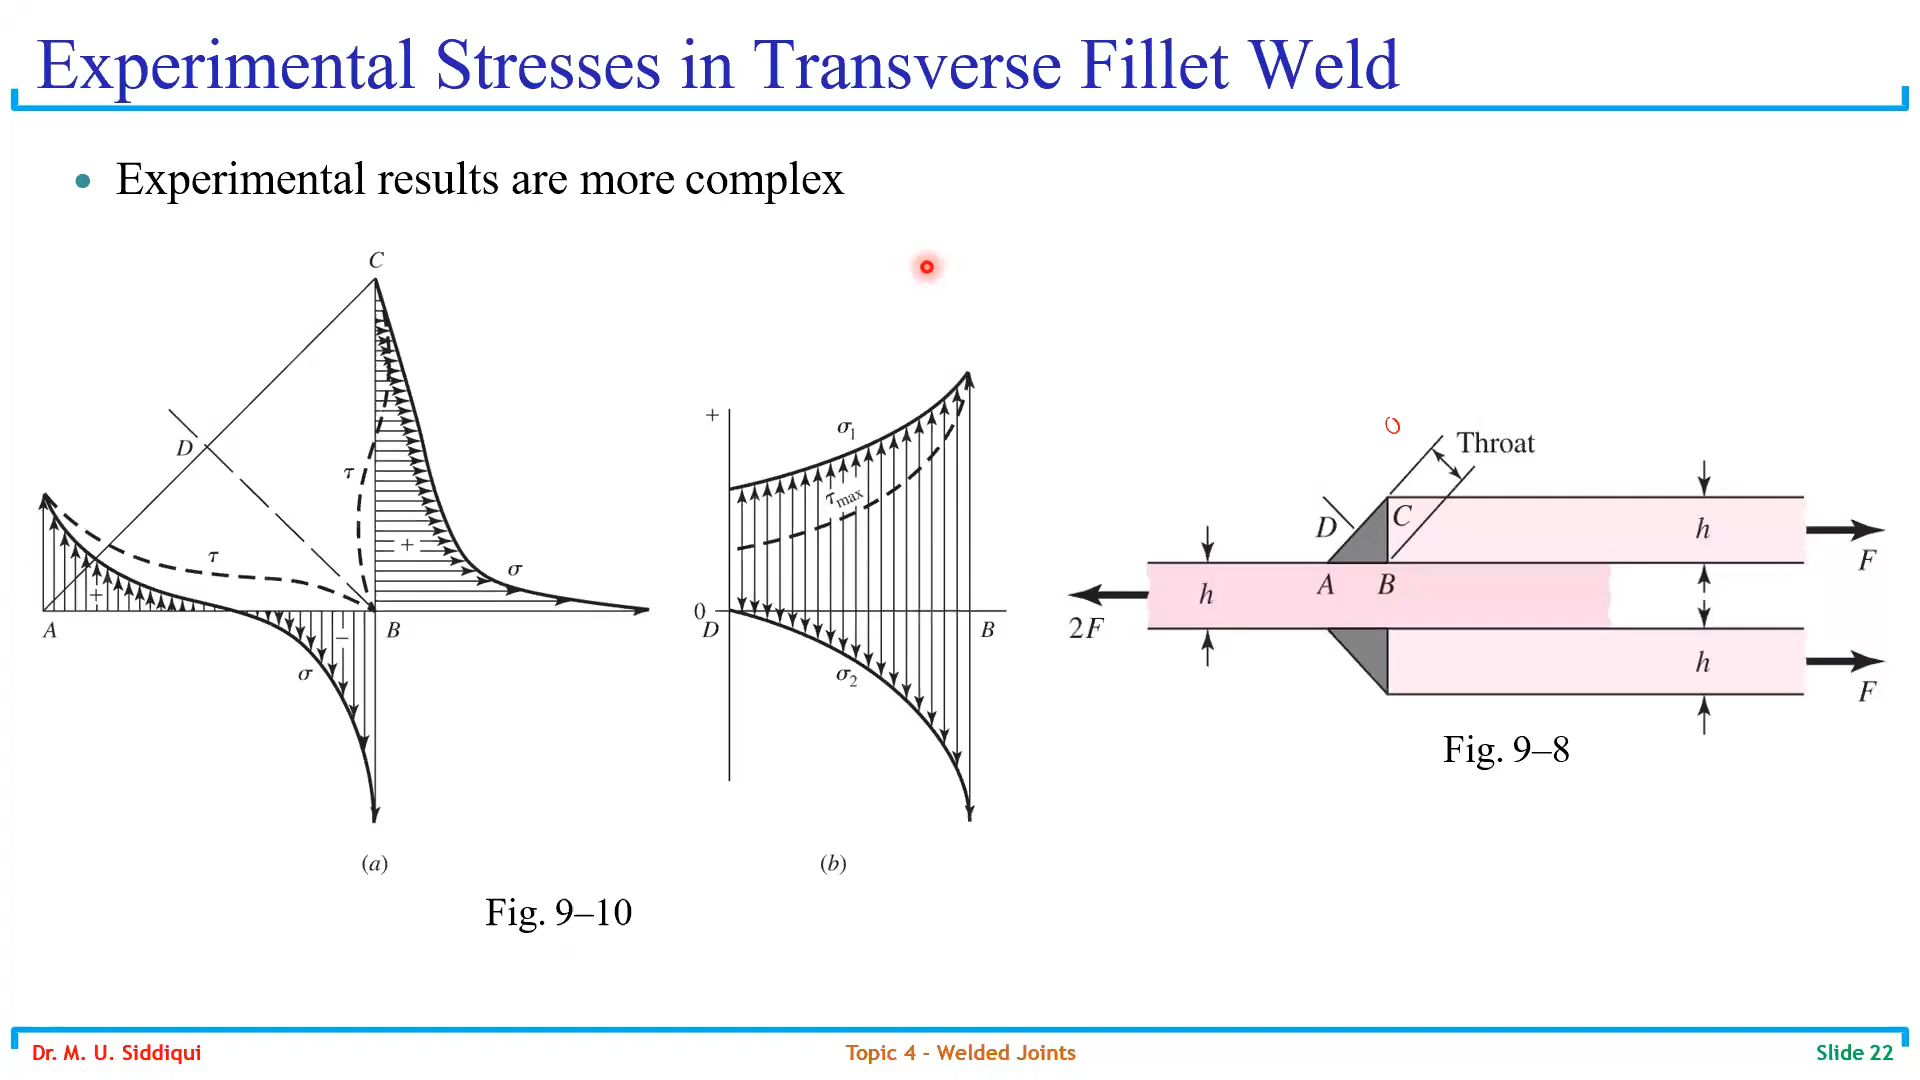 Experimental Stresses in Transverse Fillet Weld
• Experimental results are more complex
C
D
τ
τ
+
+
−
σ
σ
A
B
(a)
+
σ1
τmax
0
D
B
σ2
(b)
Fig. 9–10
Throat
D
C
h
F
h
A
B
2F
h
F
Fig. 9–8
Dr. M. U. Siddiqui
Topic 4 - Welded Joints
Slide 22